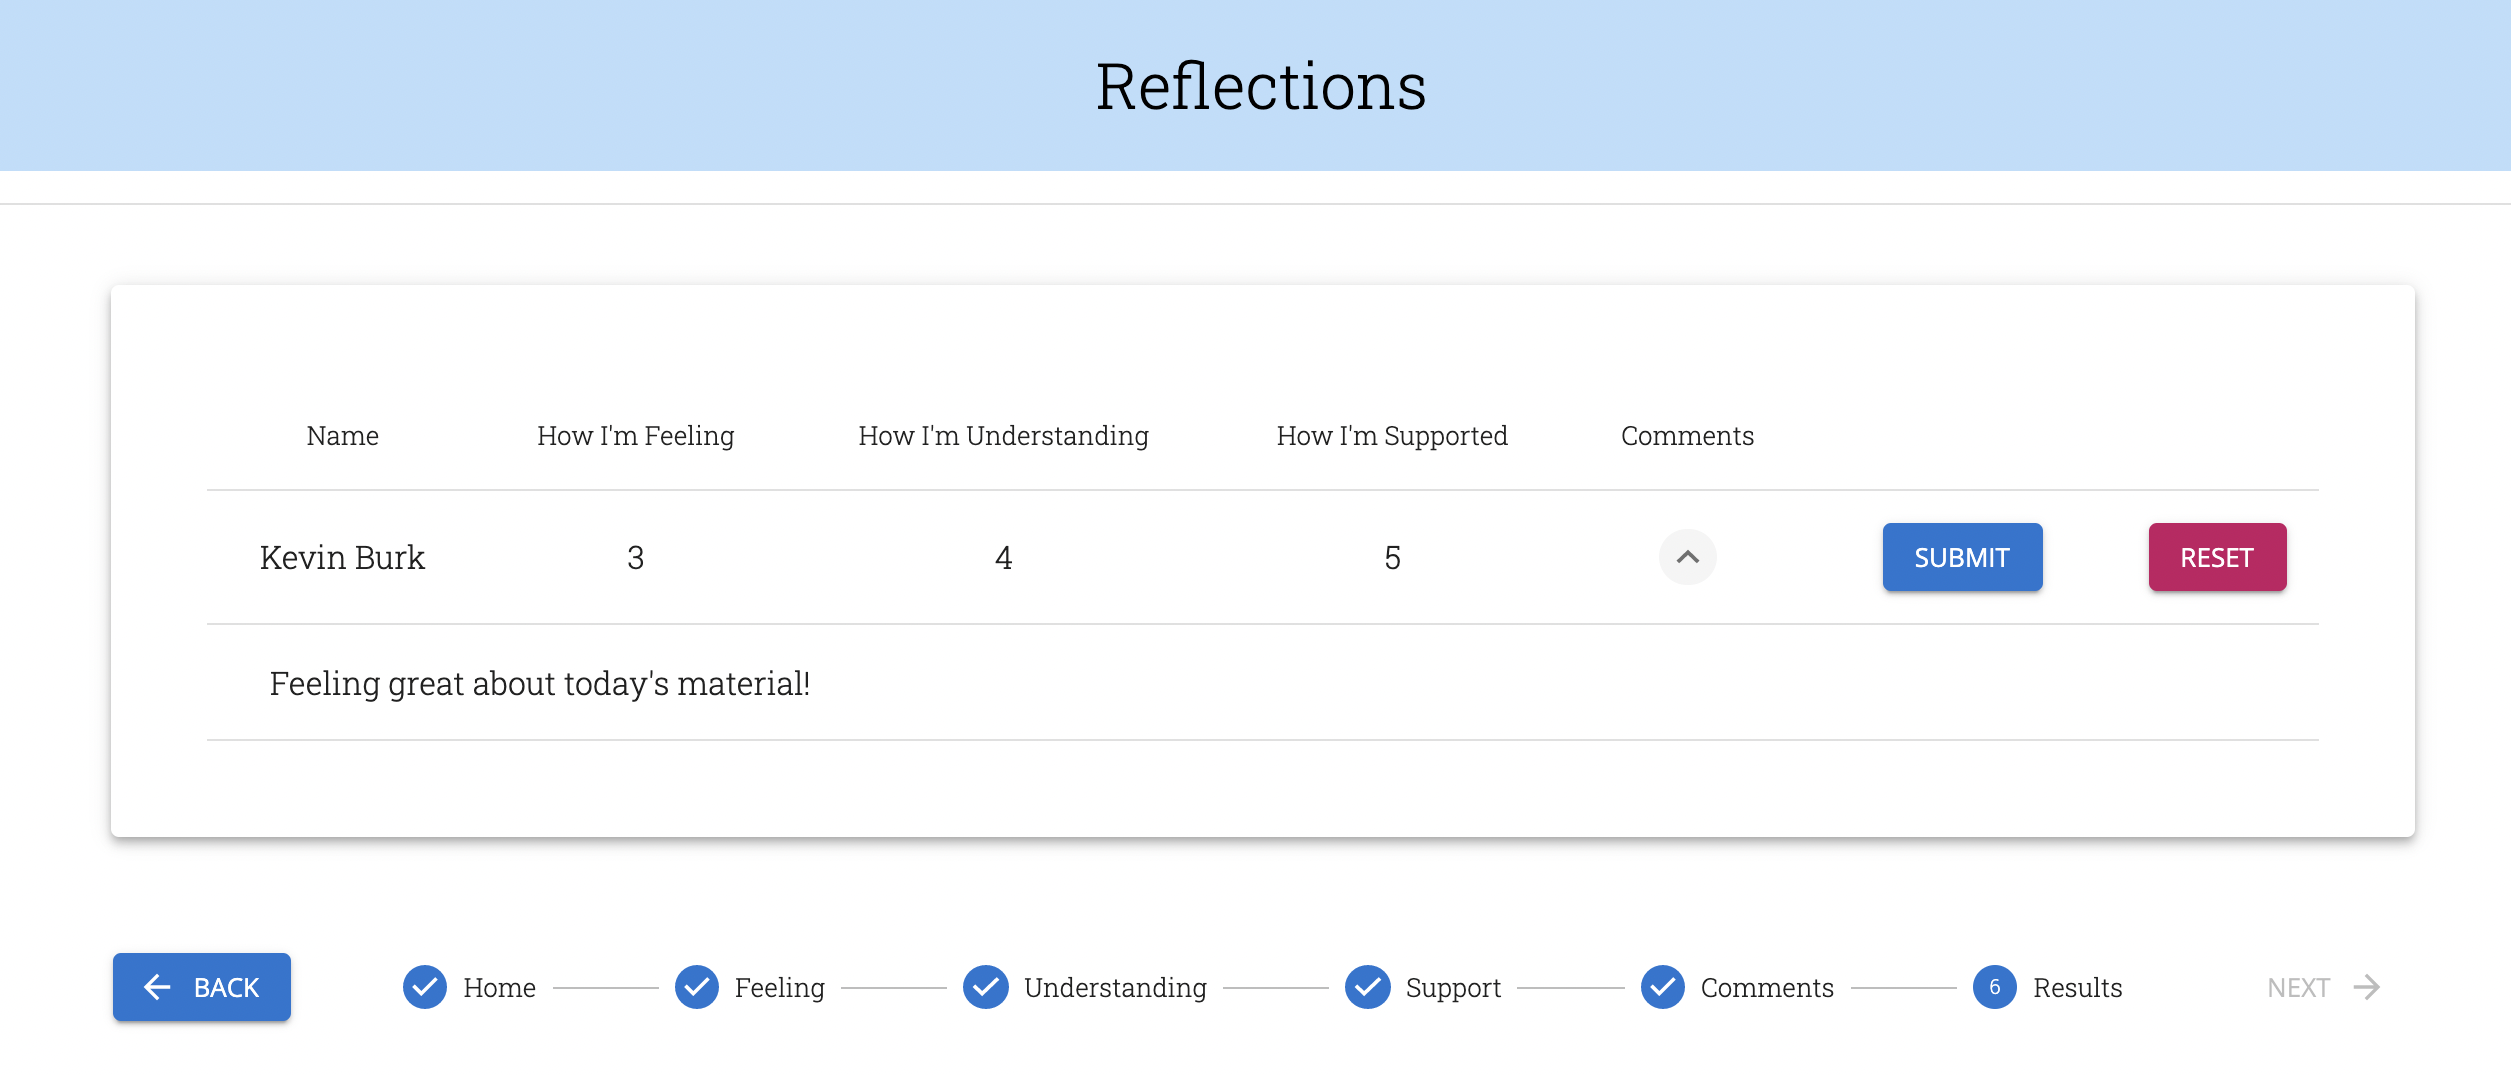 Reflections
Name How I'm Feeling How I'm Understanding How I'm Supported Comments
Kevin Burk 3 4 5 SUBMIT RESET
Feeling great about today's material!
BACK Home Feeling Understanding Support Comments 6 Results NEXT